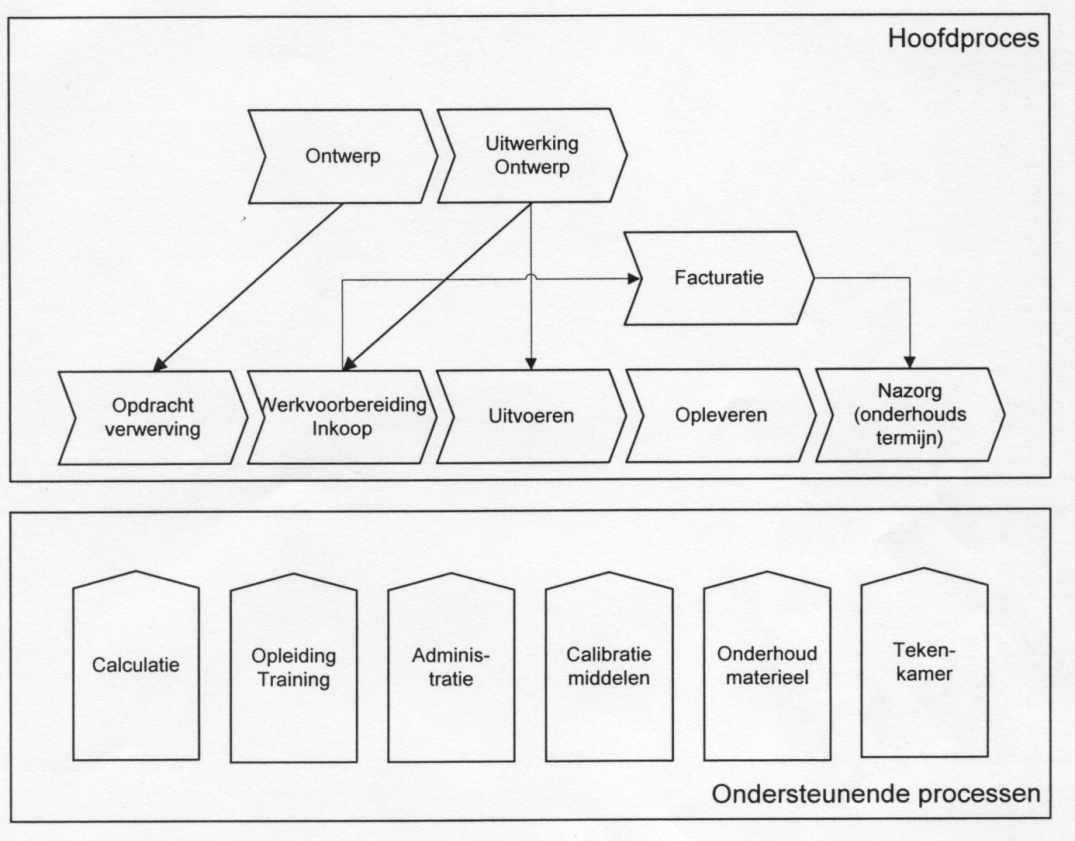 Hoofdproces
Ontwerp
Uitwerking
Ontwerp
Facturatie
Opdracht
verwerving
Werkvoorbereiding
Inkoop
Uitvoeren
Opleveren
Nazorg
(onderhouds
termijn)
Calculatie
Opleiding
Training
Adminis-
tratie
Calibratie
middelen
Onderhoud
materieel
Teken-
kamer
Ondersteunende processen